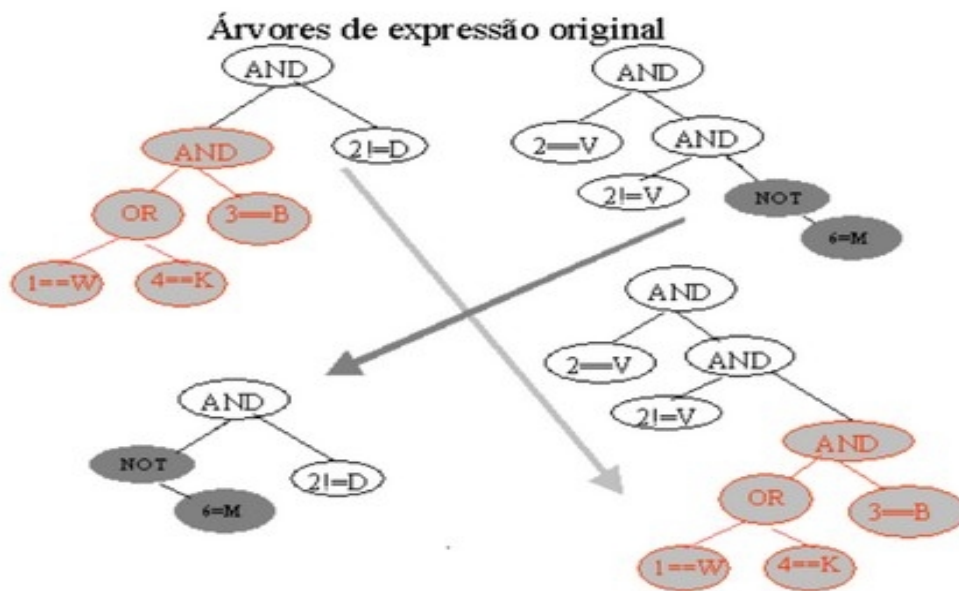 Árvores de expressão original
AND
AND
2!=D
OR
3==B
1==W
4==K
AND
2==V
AND
2!=V
NOT
6=M
AND
NOT
2!=D
6=M
AND
2==V
AND
2!=V
AND
OR
3==B
1==W
4==K